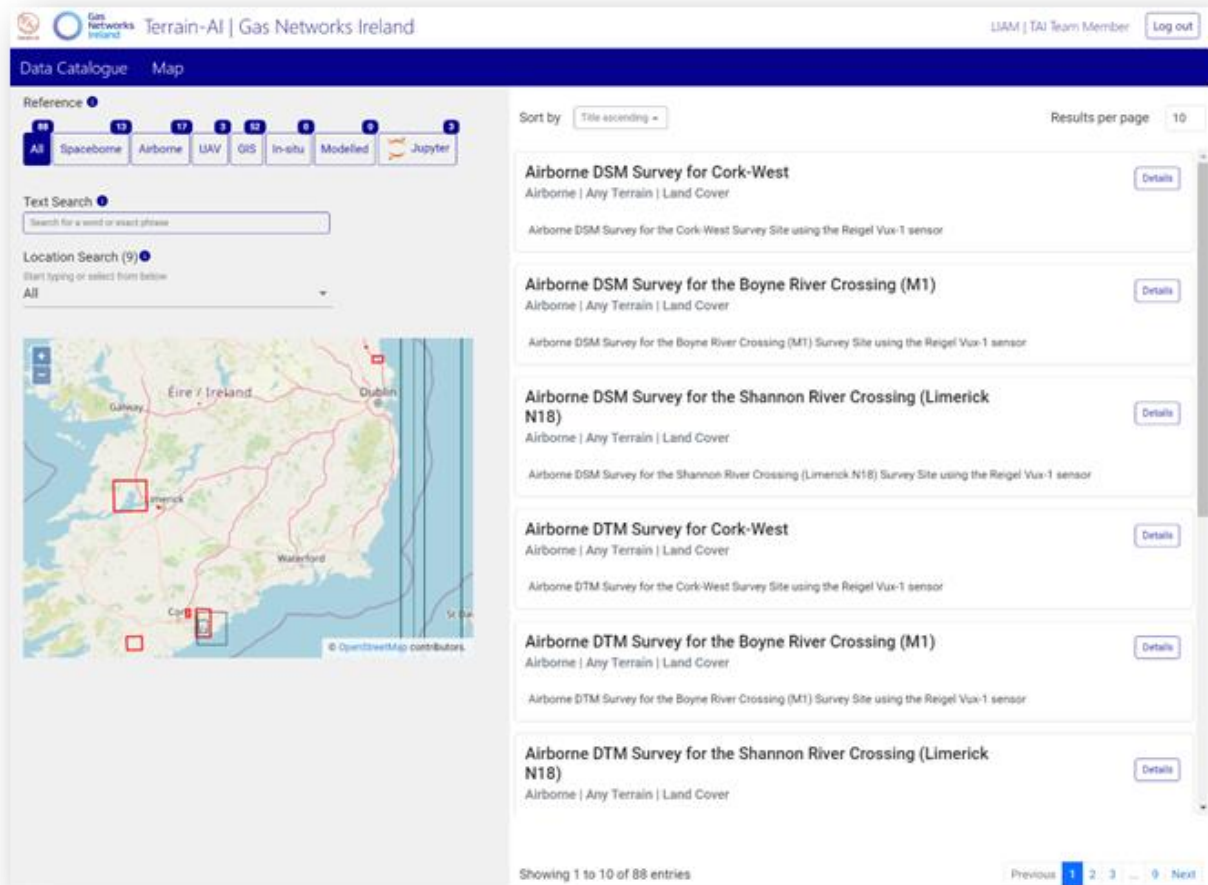 Gas Networks Ireland
Terrain-AI | Gas Networks Ireland
LIAM | TAI Team Member
Log out
Data Catalogue Map
Reference
88 13 17 3 52 0 0 3
All Spaceborne Airborne UAV GIS In-situ Modelled Jupyter
Text Search
Search for a word or exact phrase
Location Search (9)
Start typing or select from below
All
+
−
Éire / Ireland
Dublin
Galway
Limerick
Waterford
© OpenStreetMap contributors.
Sort by Title ascending
Results per page 10
Airborne DSM Survey for Cork-West
Details
Airborne | Any Terrain | Land Cover
Airborne DSM Survey for the Cork-West Survey Site using the Reigel Vux-1 sensor
Airborne DSM Survey for the Boyne River Crossing (M1)
Details
Airborne | Any Terrain | Land Cover
Airborne DSM Survey for the Boyne River Crossing (M1) Survey Site using the Reigel Vux-1 sensor
Airborne DSM Survey for the Shannon River Crossing (Limerick
N18)
Details
Airborne | Any Terrain | Land Cover
Airborne DSM Survey for the Shannon River Crossing (Limerick N18) Survey Site using the Reigel Vux-1 sensor
Airborne DTM Survey for Cork-West
Details
Airborne | Any Terrain | Land Cover
Airborne DTM Survey for the Cork-West Survey Site using the Reigel Vux-1 sensor
Airborne DTM Survey for the Boyne River Crossing (M1)
Details
Airborne | Any Terrain | Land Cover
Airborne DTM Survey for the Boyne River Crossing (M1) Survey Site using the Reigel Vux-1 sensor
Airborne DTM Survey for the Shannon River Crossing (Limerick
N18)
Details
Airborne | Any Terrain | Land Cover
Showing 1 to 10 of 88 entries
Previous 1 2 3 ... 9 Next